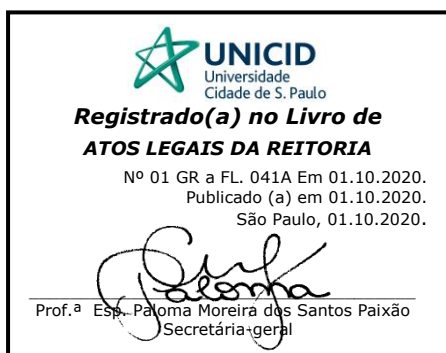 UNICID
Universidade
Cidade de S. Paulo
Registrado(a) no Livro de
ATOS LEGAIS DA REITORIA
Nº 01 GR a FL. 041A Em 01.10.2020.
Publicado (a) em 01.10.2020.
São Paulo, 01.10.2020.
Paloma
Prof.ª Esp. Paloma Moreira dos Santos Paixão
Secretária-geral